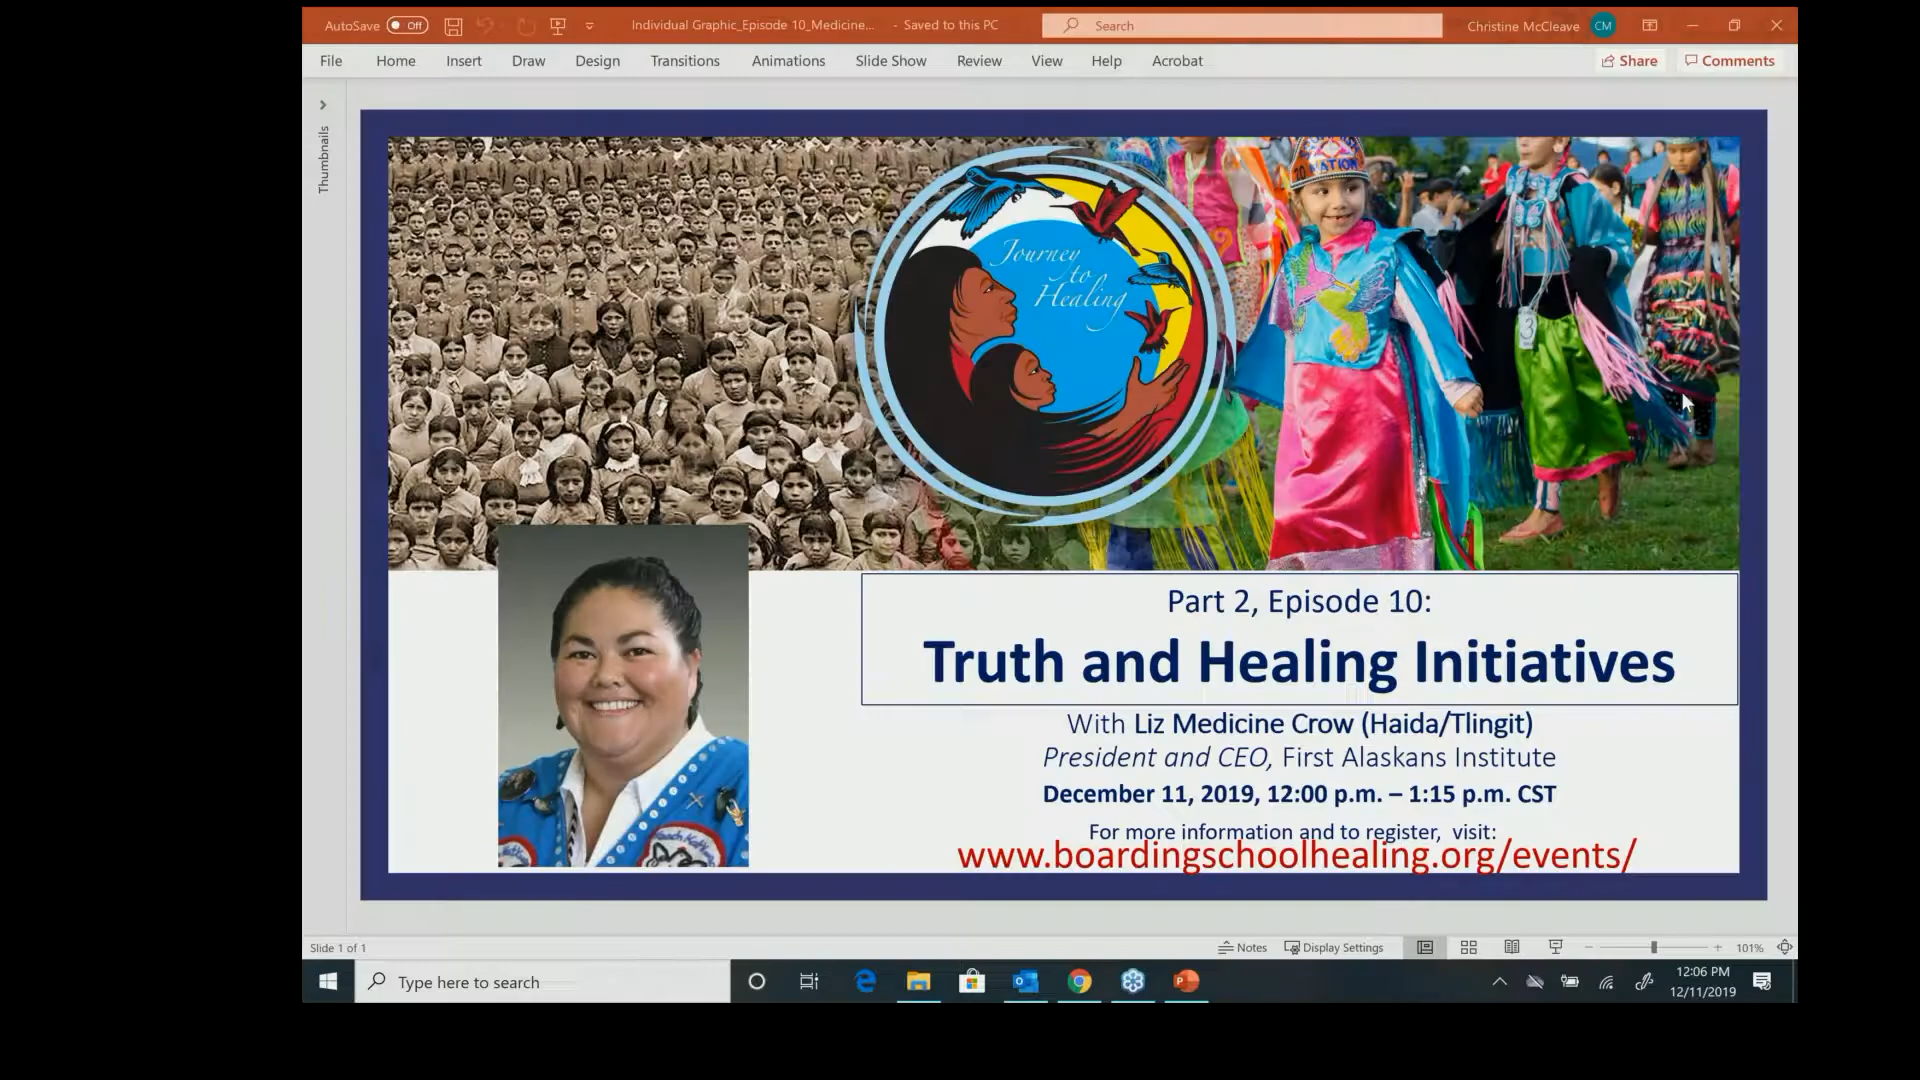 AutoSave Off Individual Graphic_Episode 10_Medicine... - Saved to this PC Search Christine McCleave CM
File Home Insert Draw Design Transitions Animations Slide Show Review View Help Acrobat Share Comments
Thumbnails
Journey
to
Healing
NATION
3
Part 2, Episode 10:
Truth and Healing Initiatives
With Liz Medicine Crow (Haida/Tlingit)
President and CEO, First Alaskans Institute
December 11, 2019, 12:00 p.m. – 1:15 p.m. CST
For more information and to register, visit:
www.boardingschoolhealing.org/events/
Slide 1 of 1 Notes Display Settings 101%
Type here to search 12:06 PM
12/11/2019